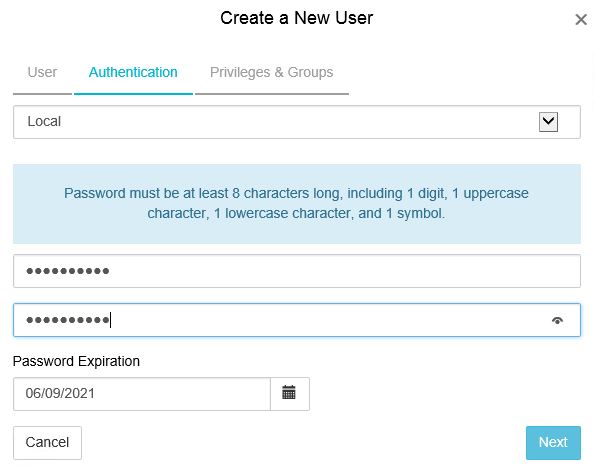 Create a New User
User Authentication Privileges & Groups
Local
Password must be at least 8 characters long, including 1 digit, 1 uppercase
character, 1 lowercase character, and 1 symbol.
••••••••••
••••••••••
Password Expiration
06/09/2021
Cancel Next